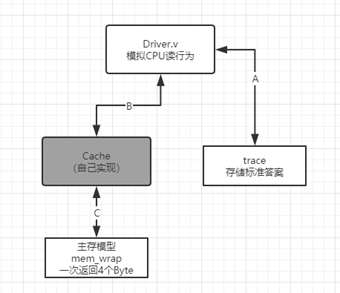 Driver.v
模拟CPU读行为
A
B
Cache
（自己实现）
trace
存储标准答案
C
主存模型
mem_wrap
一次返回4个Byte